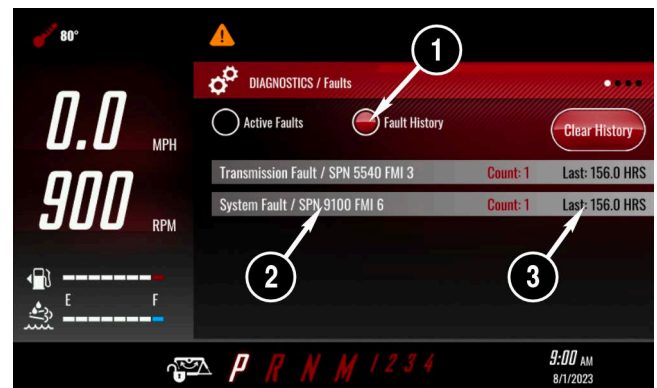 80°
1
DIAGNOSTICS / Faults
Active Faults
Fault History
Clear History
0.0 MPH
Transmission Fault / SPN 5540 FMI 3 Count: 1 Last: 156.0 HRS
System Fault / SPN 9100 FMI 6 Count: 1 Last: 156.0 HRS
900 RPM
2
3
E F
P R N M 1 2 3 4
9:00 AM
8/1/2023